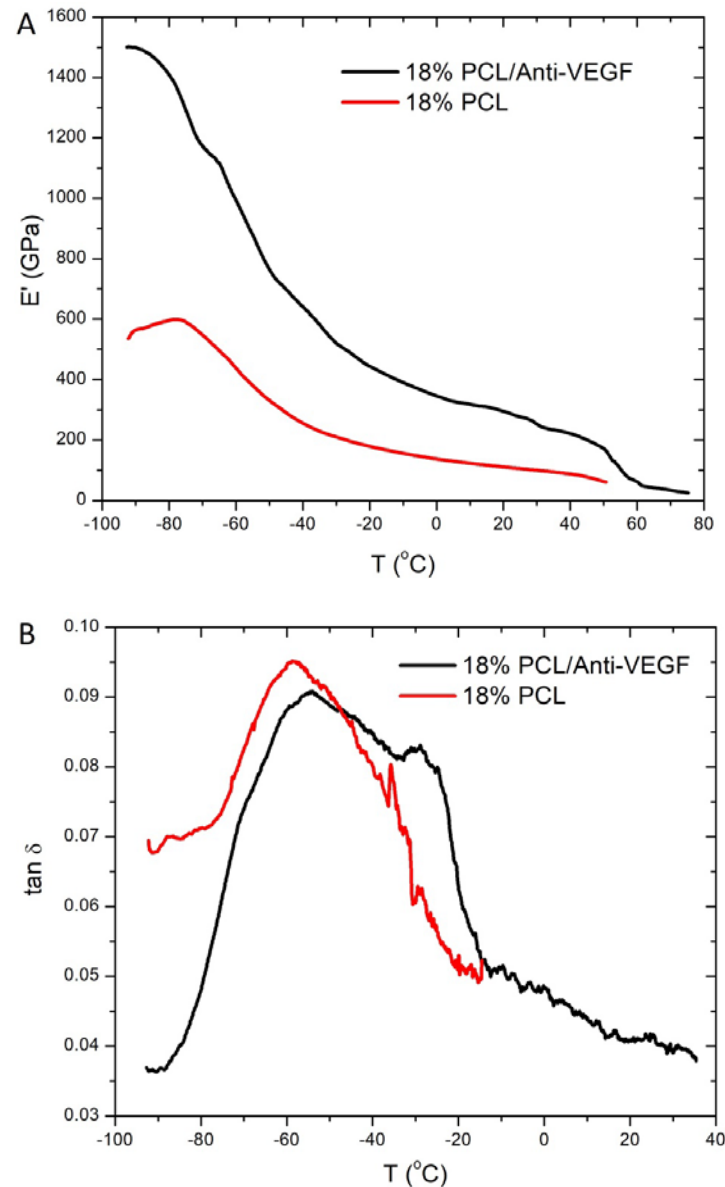 A
1600
1400
1200
1000
800
600
400
200
0
E' (GPa)
18% PCL/Anti-VEGF
18% PCL
-100 -80 -60 -40 -20 0 20 40 60 80
T (°C)
B
0.10
0.09
0.08
0.07
0.06
0.05
0.04
0.03
tan δ
18% PCL/Anti-VEGF
18% PCL
-100 -80 -60 -40 -20 0 20 40
T (°C)